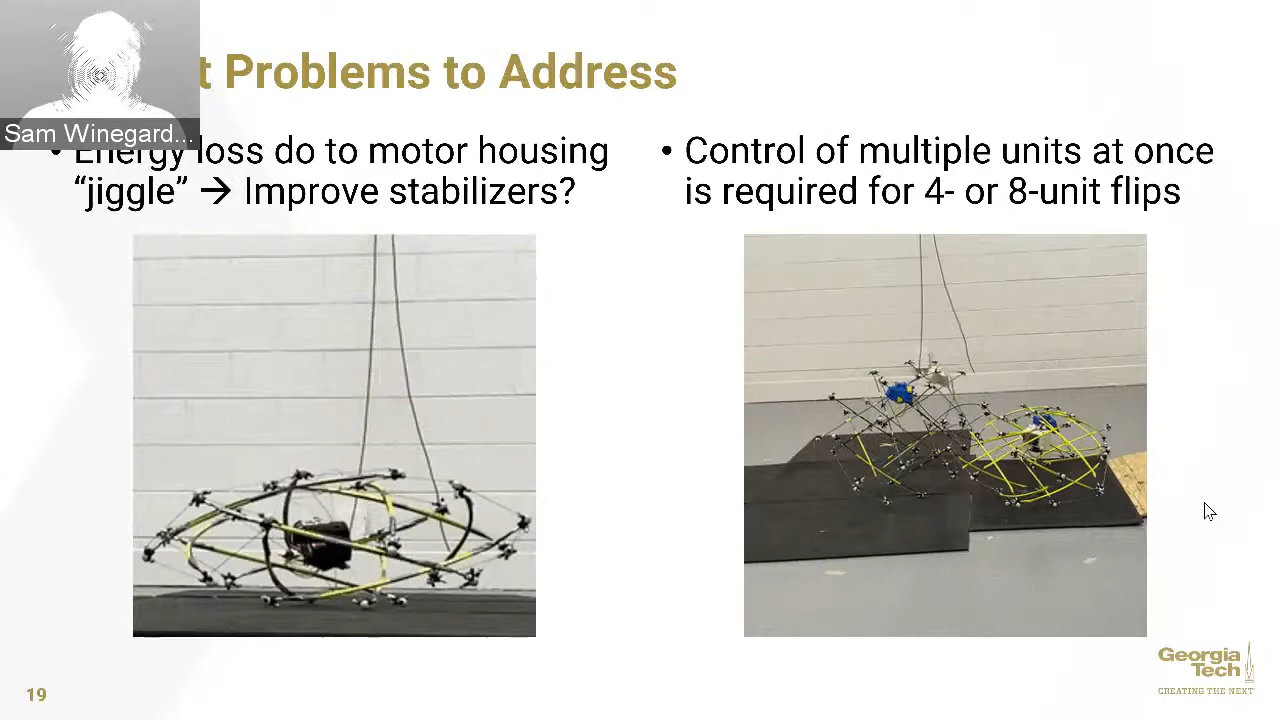 t Problems to Address
Sam Winegard...
• Energy loss do to motor housing
“jiggle” → Improve stabilizers?
• Control of multiple units at once
is required for 4- or 8-unit flips
Georgia
Tech
CREATING THE NEXT
19